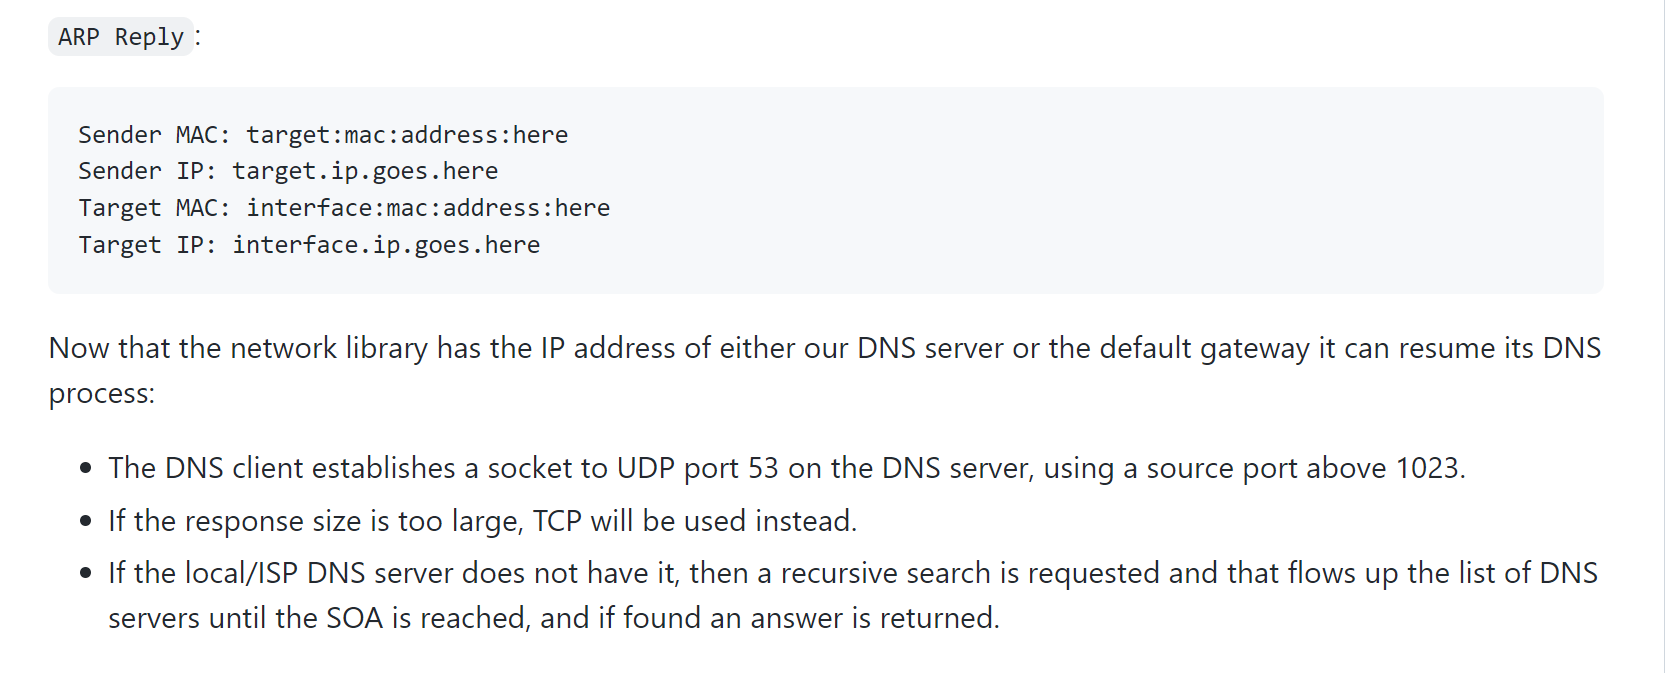 ARP Reply:
Sender MAC: target:mac:address:here
Sender IP: target.ip.goes.here
Target MAC: interface:mac:address:here
Target IP: interface.ip.goes.here
Now that the network library has the IP address of either our DNS server or the default gateway it can resume its DNS
process:
• The DNS client establishes a socket to UDP port 53 on the DNS server, using a source port above 1023.
• If the response size is too large, TCP will be used instead.
• If the local/ISP DNS server does not have it, then a recursive search is requested and that flows up the list of DNS
servers until the SOA is reached, and if found an answer is returned.